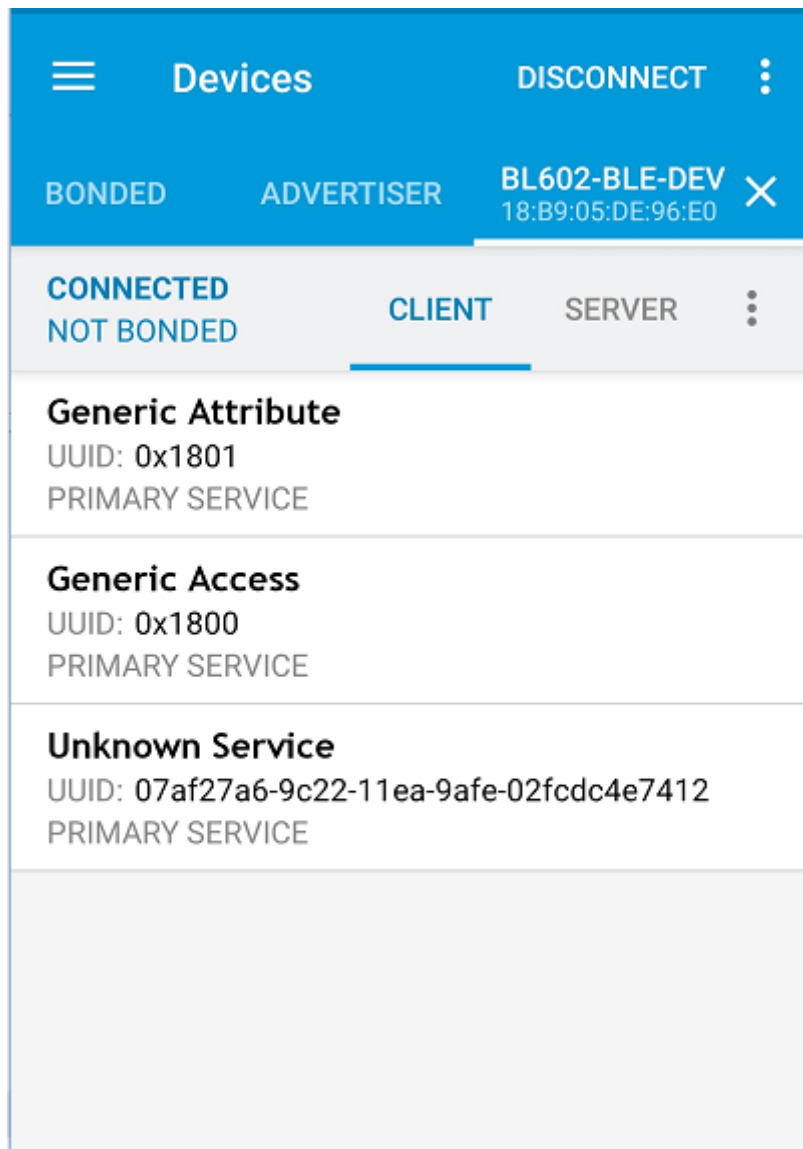 Devices DISCONNECT
BONDED ADVERTISER BL602-BLE-DEV
18:B9:05:DE:96:E0
CONNECTED
NOT BONDED
CLIENT SERVER
Generic Attribute
UUID: 0x1801
PRIMARY SERVICE
Generic Access
UUID: 0x1800
PRIMARY SERVICE
Unknown Service
UUID: 07af27a6-9c22-11ea-9afe-02fcdc4e7412
PRIMARY SERVICE